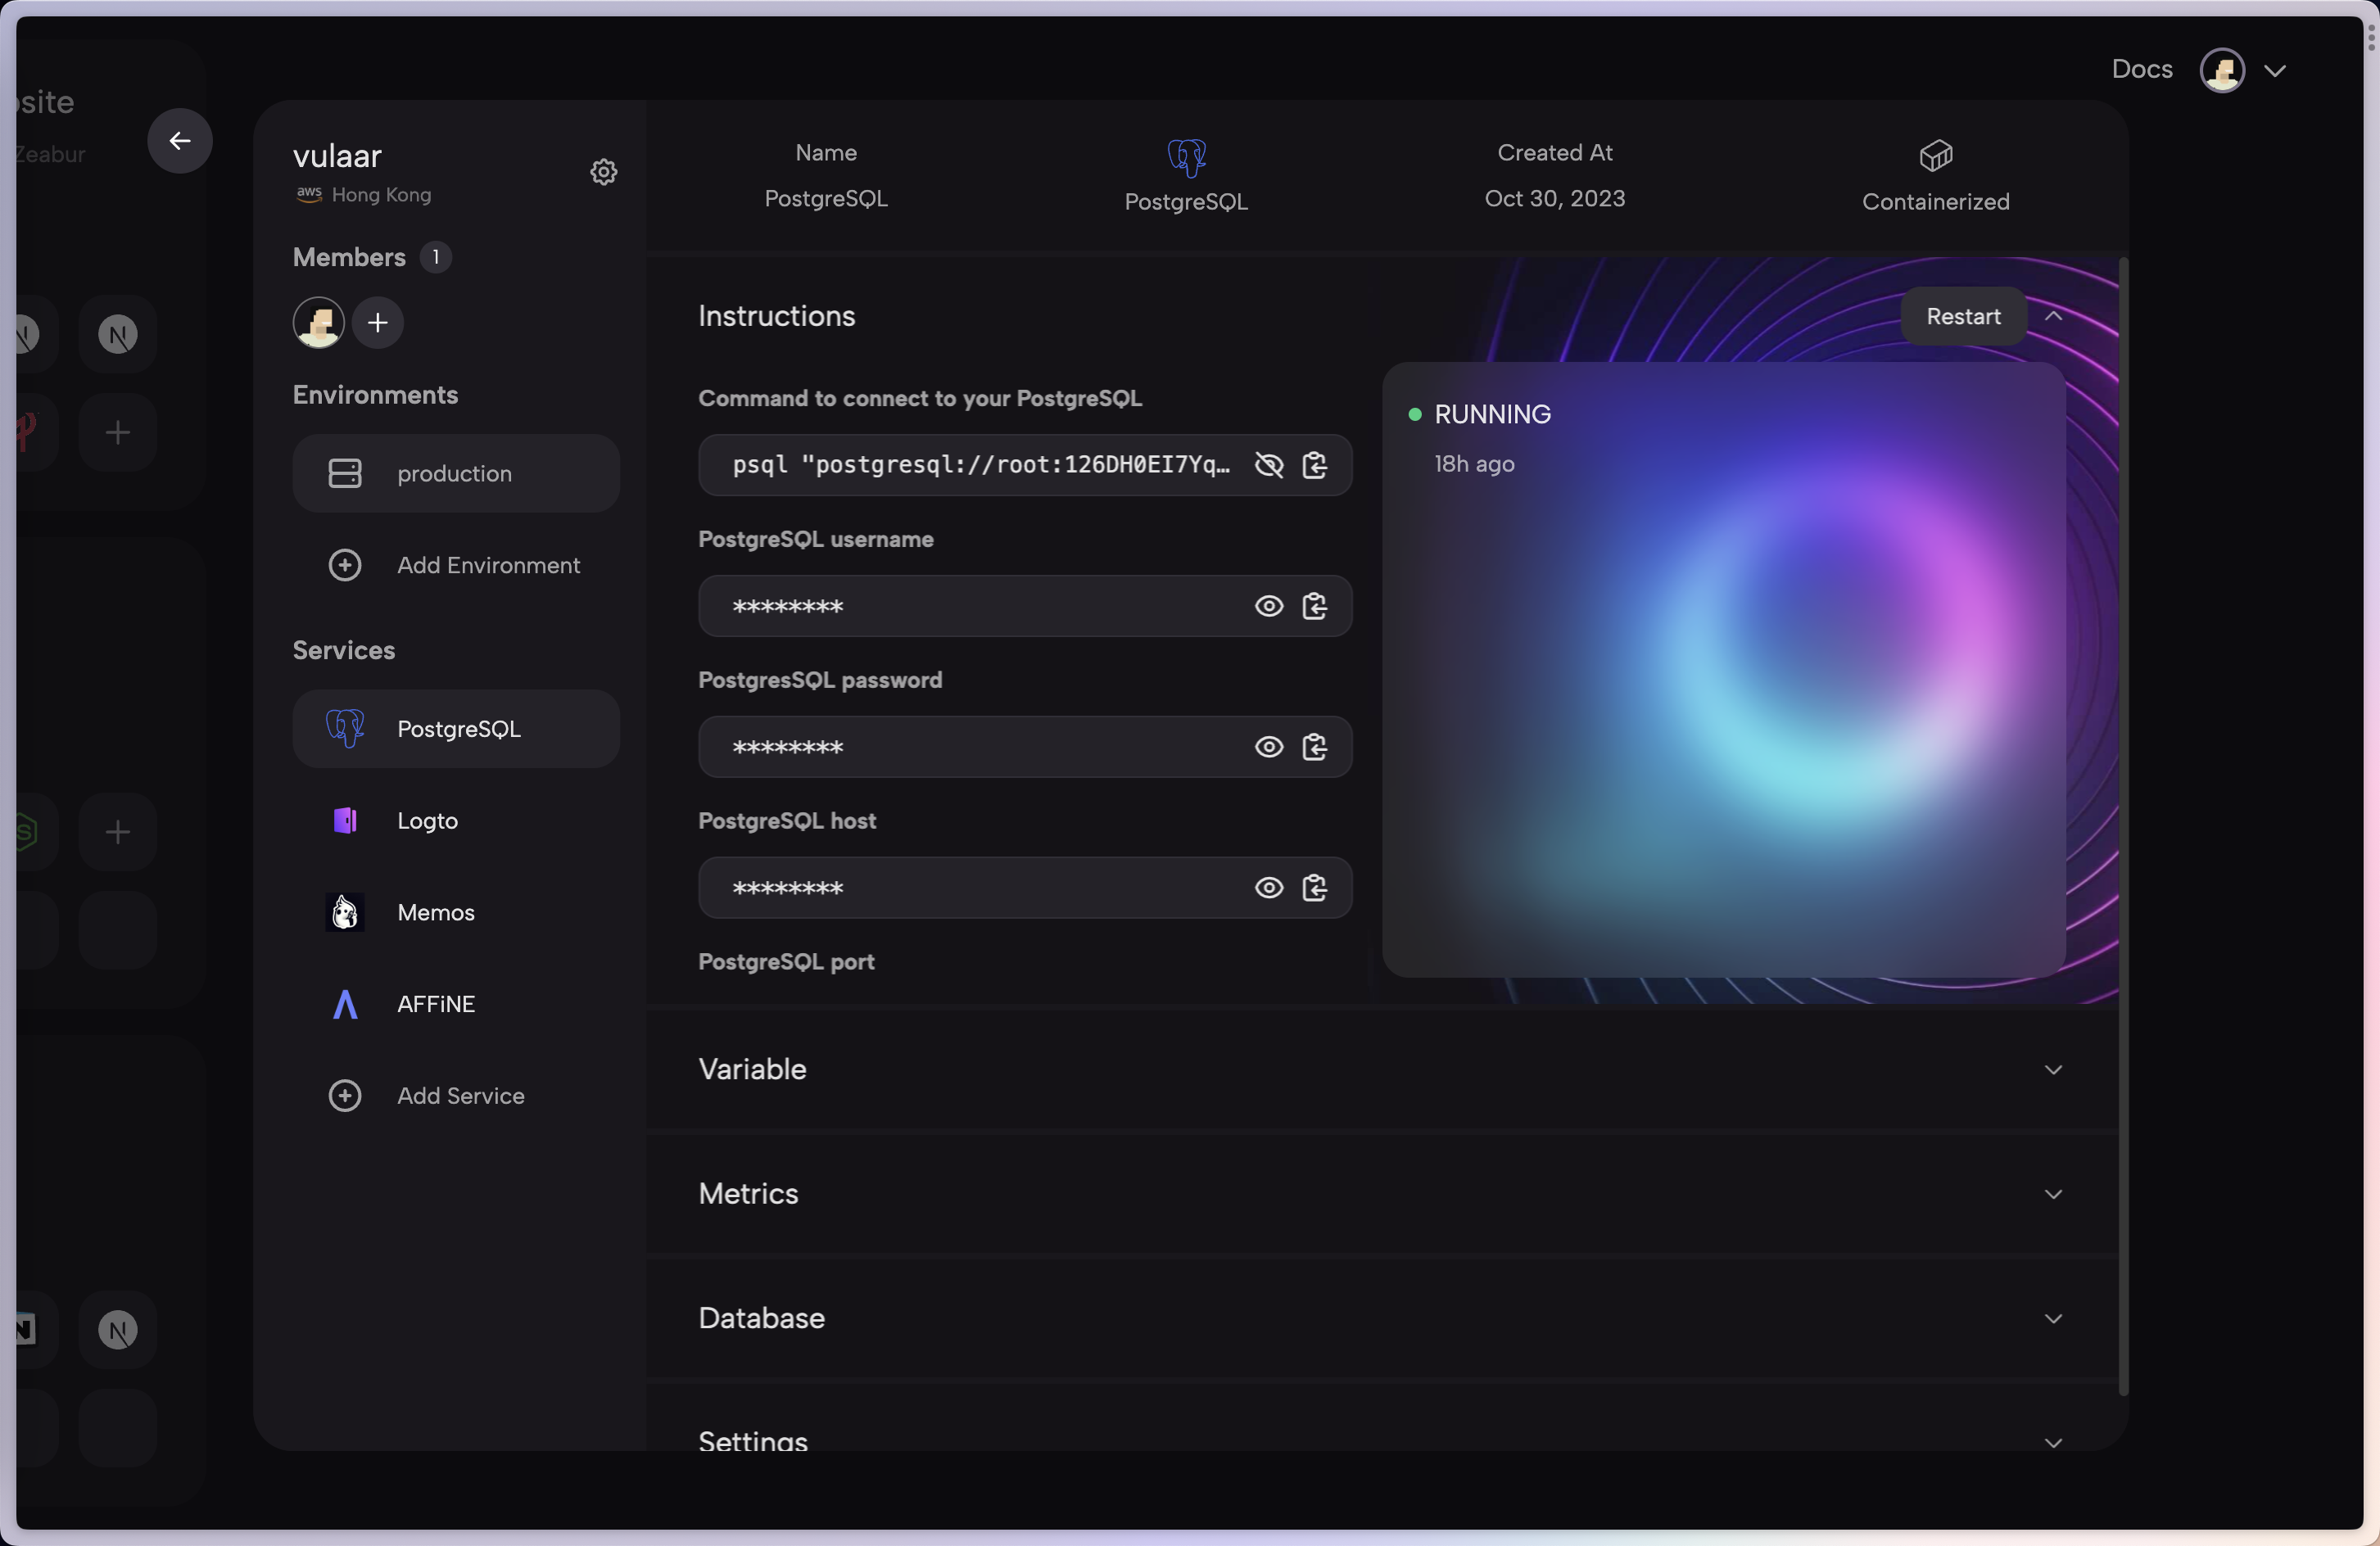 Docs
site
Zeabur
vulaar
aws Hong Kong
Members 1
Environments
production
Add Environment
Services
PostgreSQL
Logto
Memos
AFFiNE
Add Service
Name
PostgreSQL
PostgreSQL
Created At
Oct 30, 2023
Containerized
Instructions
Restart
Command to connect to your PostgreSQL
psql "postgresql://root:126DH0EI7Yq…
PostgreSQL username
********
PostgresSQL password
********
PostgreSQL host
********
PostgreSQL port
RUNNING
18h ago
Variable
Metrics
Database
Settings